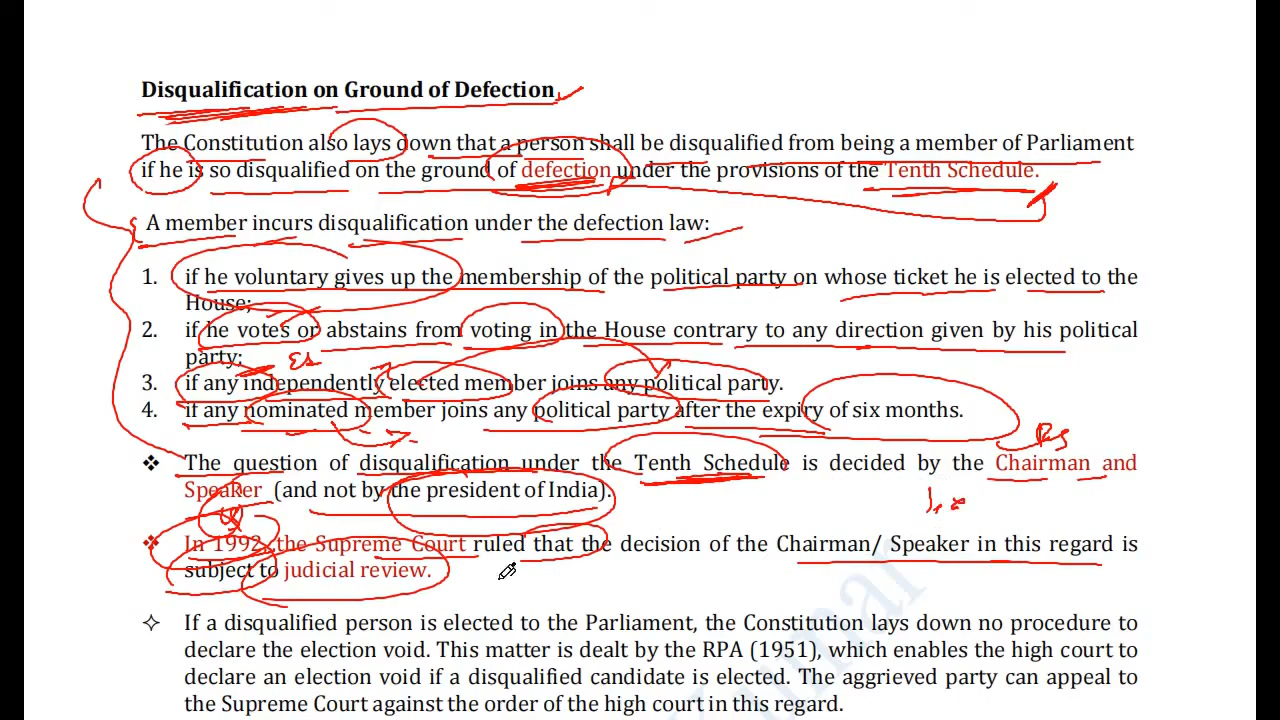 Disqualification on Ground of Defection
The Constitution also lays down that a person shall be disqualified from being a member of Parliament
if he is so disqualified on the ground of defection under the provisions of the Tenth Schedule.
A member incurs disqualification under the defection law:
1. if he voluntary gives up the membership of the political party on whose ticket he is elected to the
House;
2. if he votes or abstains from voting in the House contrary to any direction given by his political
party;
3. if any independently elected member joins any political party.
4. if any nominated member joins any political party after the expiry of six months.
RS
❖ The question of disqualification under the Tenth Schedule is decided by the Chairman and
Speaker (and not by the president of India).
❖ In 1992, the Supreme Court ruled that the decision of the Chairman/ Speaker in this regard is
subject to judicial review.
✧ If a disqualified person is elected to the Parliament, the Constitution lays down no procedure to
declare the election void. This matter is dealt by the RPA (1951), which enables the high court to
declare an election void if a disqualified candidate is elected. The aggrieved party can appeal to
the Supreme Court against the order of the high court in this regard.
Kumar